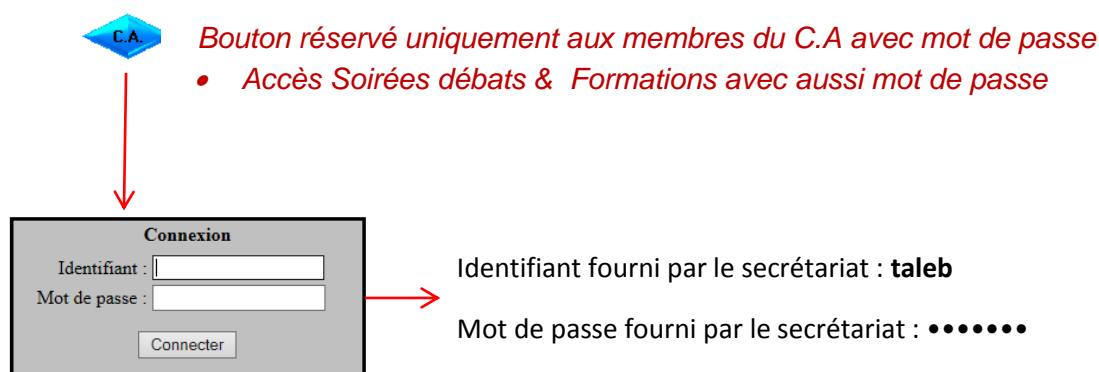 C.A.
Bouton réservé uniquement aux membres du C.A avec mot de passe
• Accès Soirées débats & Formations avec aussi mot de passe
Connexion
Identifiant :
Mot de passe :
Connecter
Identifiant fourni par le secrétariat : taleb
Mot de passe fourni par le secrétariat : •••••••